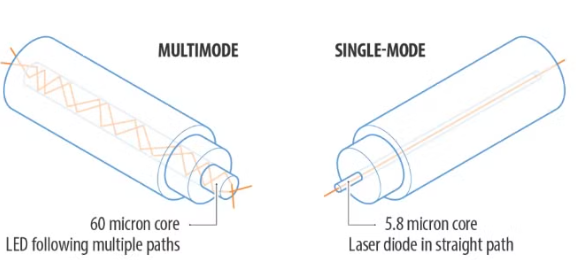 MULTIMODE
SINGLE-MODE
60 micron core
LED following multiple paths
5.8 micron core
Laser diode in straight path